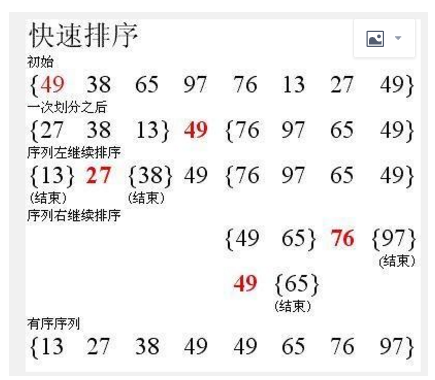 快速排序
初始
{49 38 65 97 76 13 27 49}
一次划分之后
{27 38 13} 49 {76 97 65 49}
序列左继续排序
{13} 27 {38} 49 {76 97 65 49}
(结束) (结束)
序列右继续排序
{49 65} 76 {97}
(结束)
49 {65}
(结束)
有序序列
{13 27 38 49 49 65 76 97}